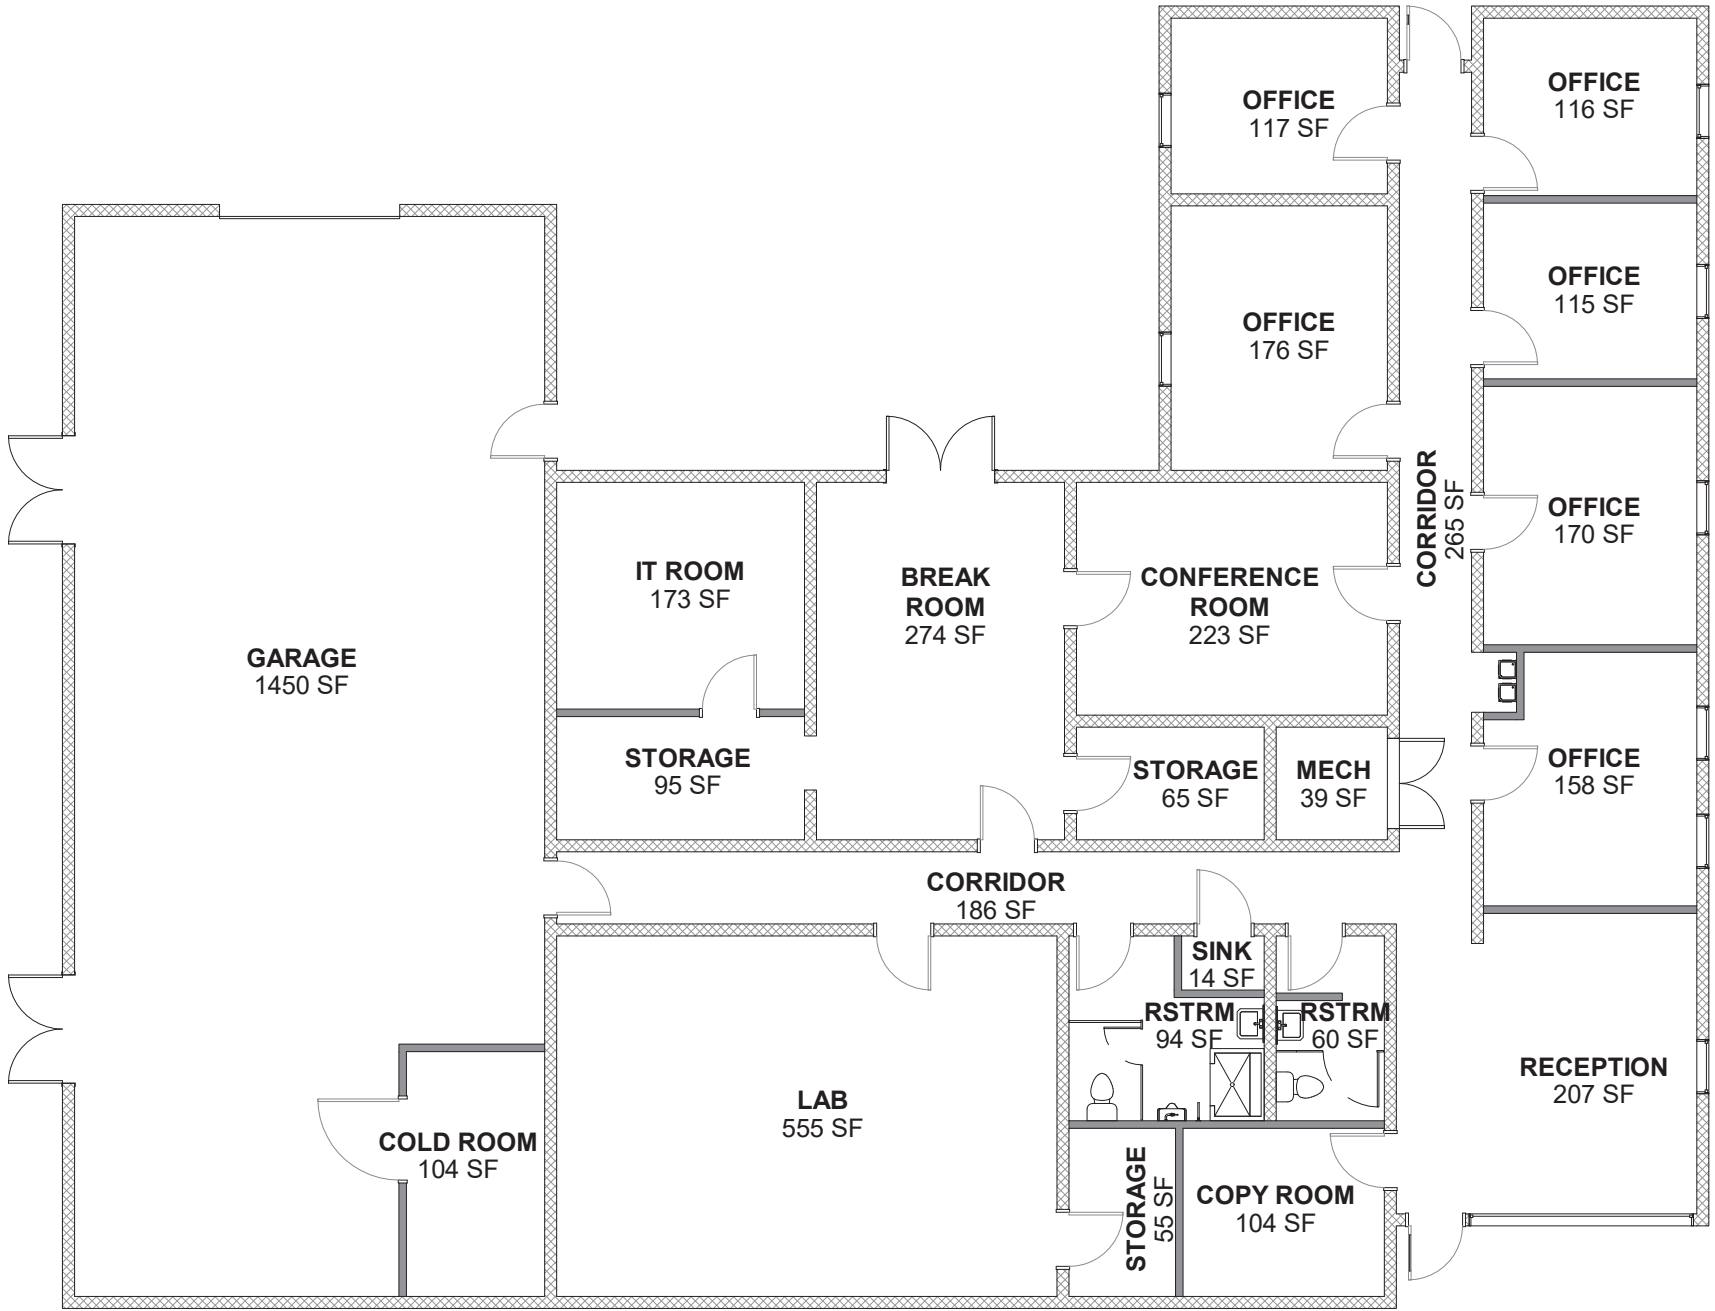 OFFICE
117 SF
OFFICE
116 SF
OFFICE
176 SF
OFFICE
115 SF
CORRIDOR
265 SF
OFFICE
170 SF
IT ROOM
173 SF
BREAK
ROOM
274 SF
CONFERENCE
ROOM
223 SF
GARAGE
1450 SF
STORAGE
95 SF
STORAGE
65 SF
MECH
39 SF
OFFICE
158 SF
CORRIDOR
186 SF
SINK
14 SF
RSTRM
94 SF
RSTRM
60 SF
RECEPTION
207 SF
LAB
555 SF
COLD ROOM
104 SF
STORAGE
55 SF
COPY ROOM
104 SF